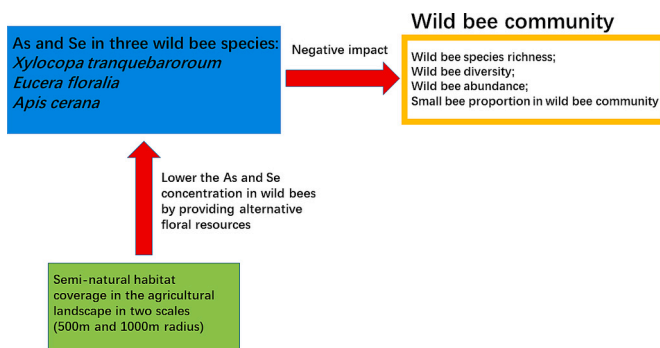 Wild bee community
As and Se in three wild bee species:
Xylocopa tranquebaroroum
Eucera floralia
Apis cerana
Negative impact
Wild bee species richness;
Wild bee diversity;
Wild bee abundance;
Small bee proportion in wild bee community
Lower the As and Se
concentration in wild bees
by providing alternative
floral resources
Semi-natural habitat
coverage in the agricultural
landscape in two scales
(500m and 1000m radius)